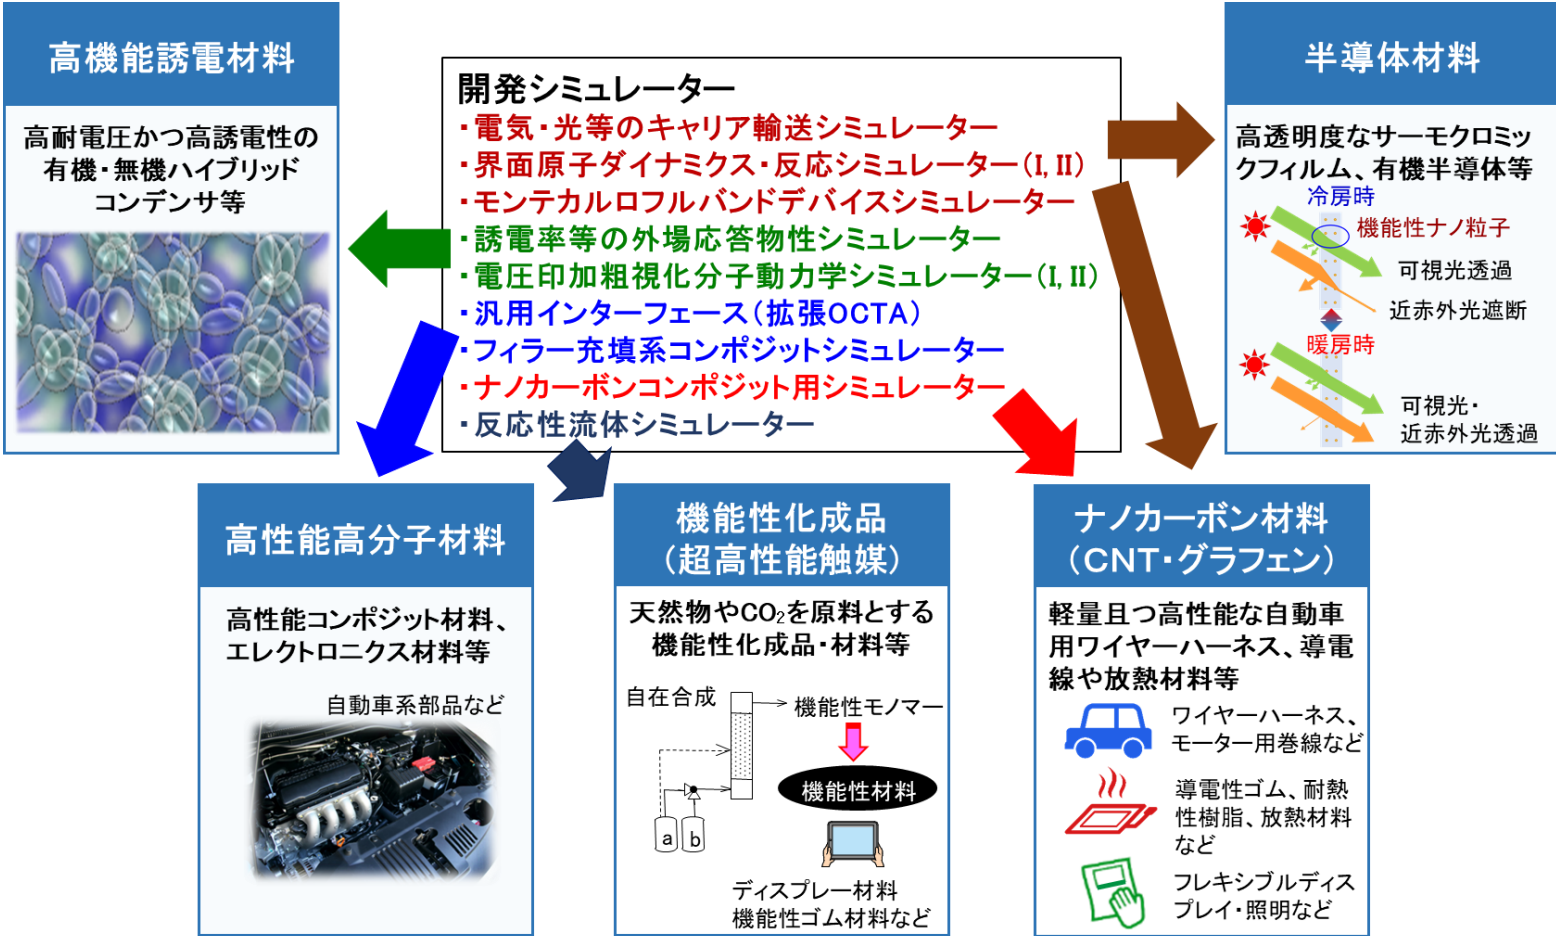 高機能誘電材料
高耐電圧かつ高誘電性の
有機・無機ハイブリッド
コンデンサ等
開発シミュレーター
・電気・光等のキャリア輸送シミュレーター
・界面原子ダイナミクス・反応シミュレーター（I, II）
・モンテカルロフルバンドデバイスシミュレーター
・誘電率等の外場応答物性シミュレーター
・電圧印加粗視化分子動力学シミュレーター（I, II）
・汎用インターフェース（拡張OCTA）
・フィラー充填系コンポジットシミュレーター
・ナノカーボンコンポジット用シミュレーター
・反応性流体シミュレーター
半導体材料
高透明度なサーモクロミッ
クフィルム、有機半導体等
冷房時
機能性ナノ粒子
可視光透過
近赤外光遮断
暖房時
可視光・
近赤外光透過
高性能高分子材料
高性能コンポジット材料、
エレクトロニクス材料等
自動車系部品など
機能性化成品
（超高性能触媒）
天然物やCO₂を原料とする
機能性化成品・材料等
自在合成
機能性モノマー
機能性材料
a b
ディスプレー材料
機能性ゴム材料など
ナノカーボン材料
（CNT・グラフェン）
軽量且つ高性能な自動車
用ワイヤーハーネス、導電
線や放熱材料等
ワイヤーハーネス、
モーター用巻線など
導電性ゴム、耐熱
性樹脂、放熱材料
など
フレキシブルディス
プレイ・照明など